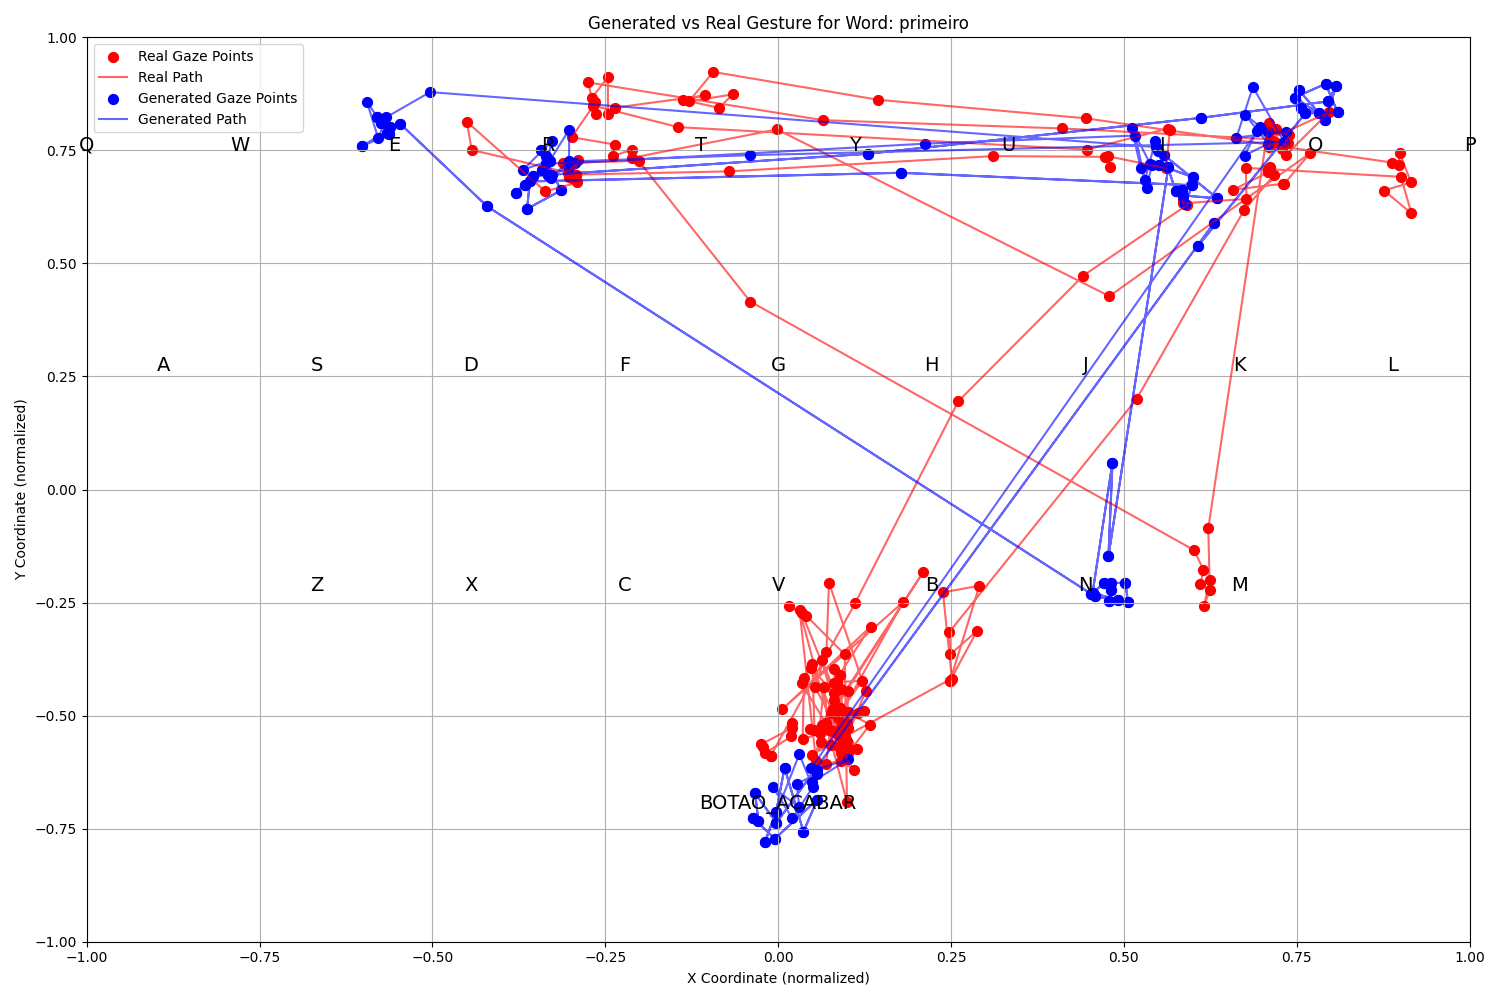 Generated vs Real Gesture for Word: primeiro
1.00
Real Gaze Points
Real Path
Generated Gaze Points
Generated Path
0.75
Q W E R T Y U I O P
0.50
A S D F G H J K L
0.25
0.00
Z X C V B N M
−0.25
−0.50
BOTAO_ACABAR
−0.75
−1.00
−1.00 −0.75 −0.50 −0.25 0.00 0.25 0.50 0.75 1.00
X Coordinate (normalized)
Y Coordinate (normalized)